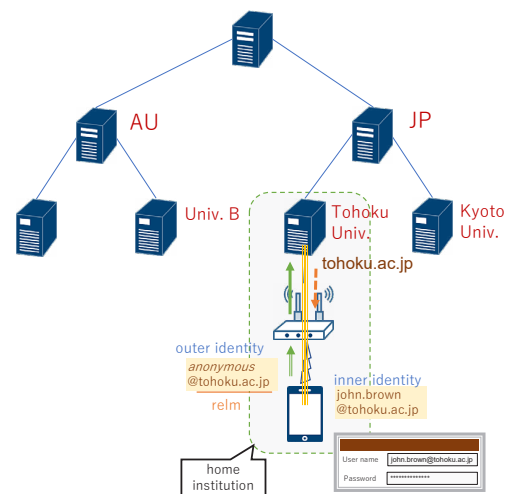 AU
JP
Univ. B
Tohoku
Univ.
Kyoto
Univ.
tohoku.ac.jp
outer identity
anonymous
@tohoku.ac.jp
relm
inner identity
john.brown
@tohoku.ac.jp
home
institution
User name
john.brown@tohoku.ac.jp
Password
**************